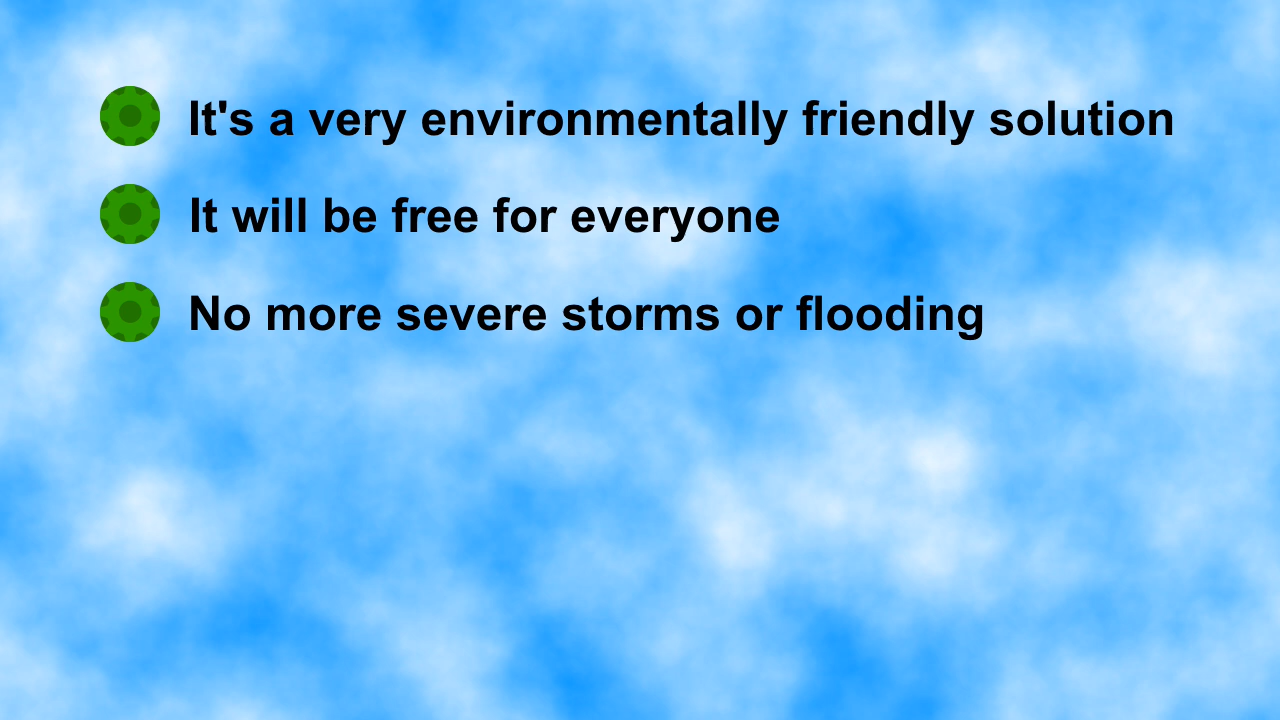 It's a very environmentally friendly solution
It will be free for everyone
No more severe storms or flooding